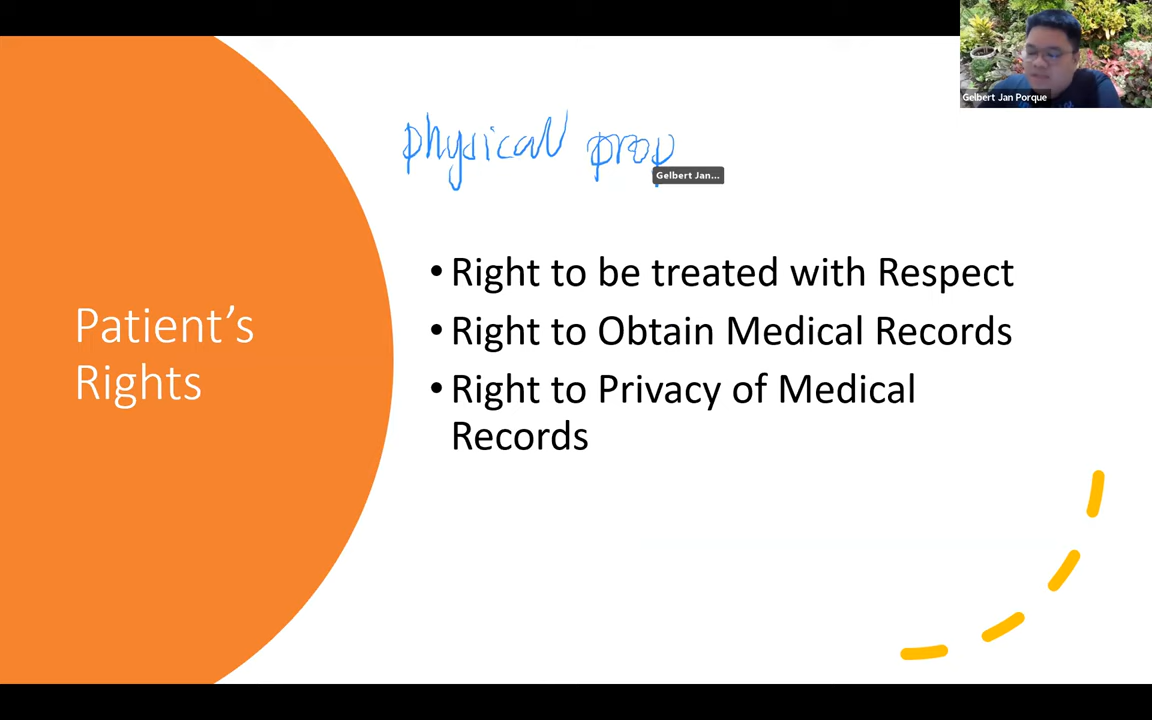 Gelbert Jan Porque
physical prop
Gelbert Jan...
Patient’s
Rights
• Right to be treated with Respect
• Right to Obtain Medical Records
• Right to Privacy of Medical
Records